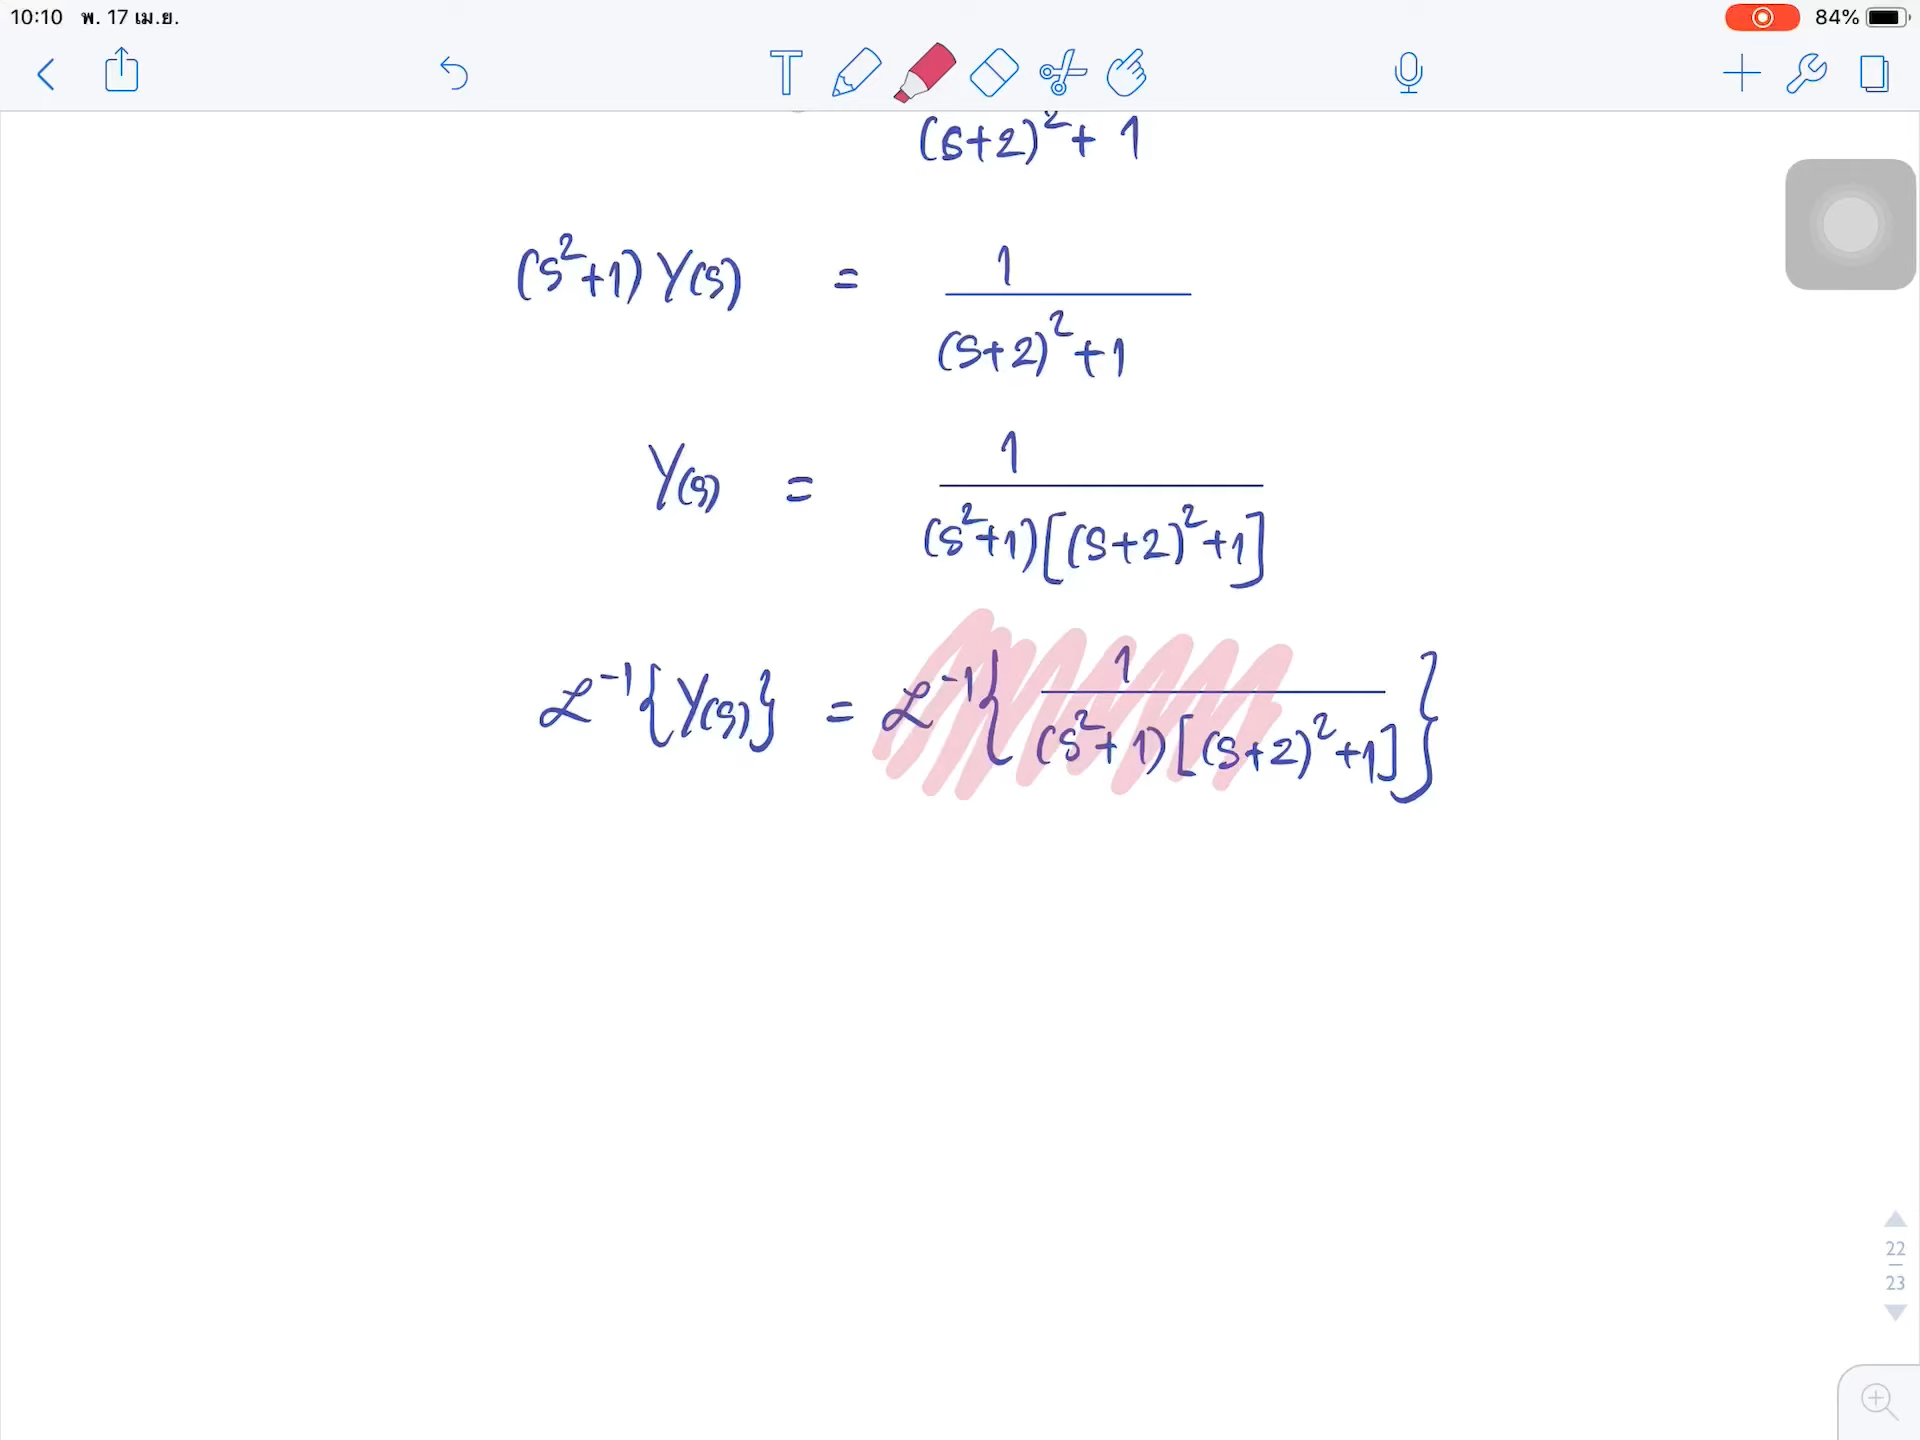 10:10 พ. 17 เม.ย. 84%
T
(s+2)²+ 1
(s²+1) Y(s) = 1 / (s+2)²+1
Y(s) = 1 / (s²+1)[(s+2)²+1]
ℒ⁻¹{Y(s)} = ℒ⁻¹{ 1 / (s²+1)[(s+2)²+1] }
22
23